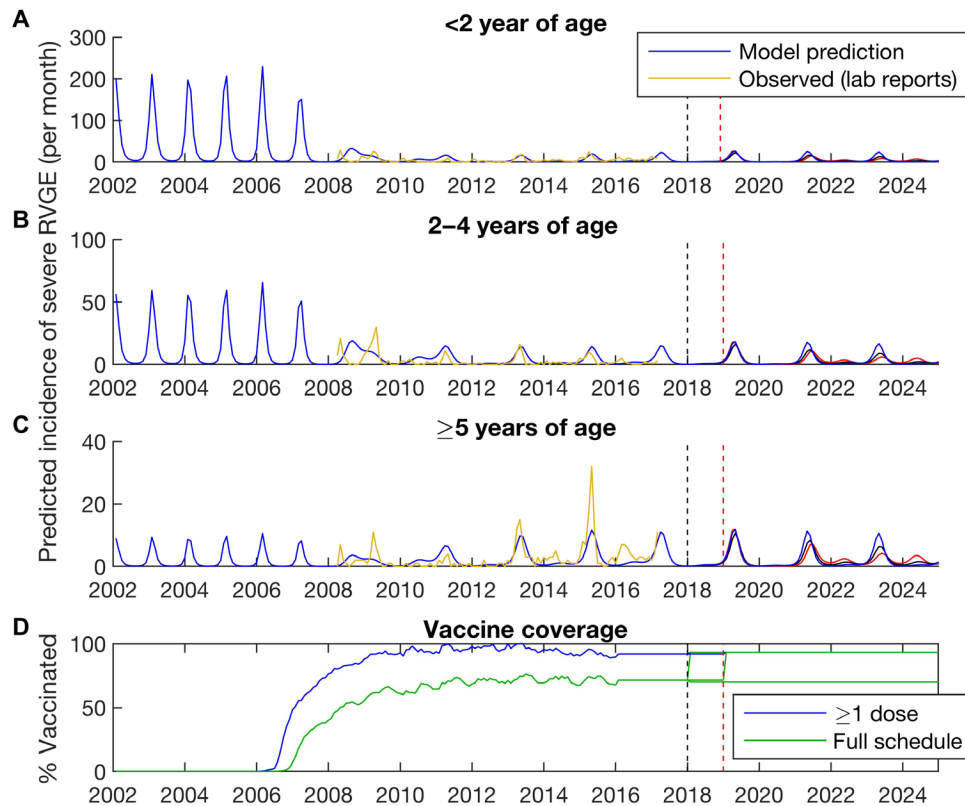 Predicted incidence of severe RVGE (per month)
A
<2 year of age
300
200
100
0
Model prediction
Observed (lab reports)
2002 2004 2006 2008 2010 2012 2014 2016 2018 2020 2022 2024
B
2–4 years of age
100
50
0
2002 2004 2006 2008 2010 2012 2014 2016 2018 2020 2022 2024
C
≥5 years of age
40
20
0
2002 2004 2006 2008 2010 2012 2014 2016 2018 2020 2022 2024
D
Vaccine coverage
% Vaccinated
100
50
0
≥1 dose
Full schedule
2002 2004 2006 2008 2010 2012 2014 2016 2018 2020 2022 2024